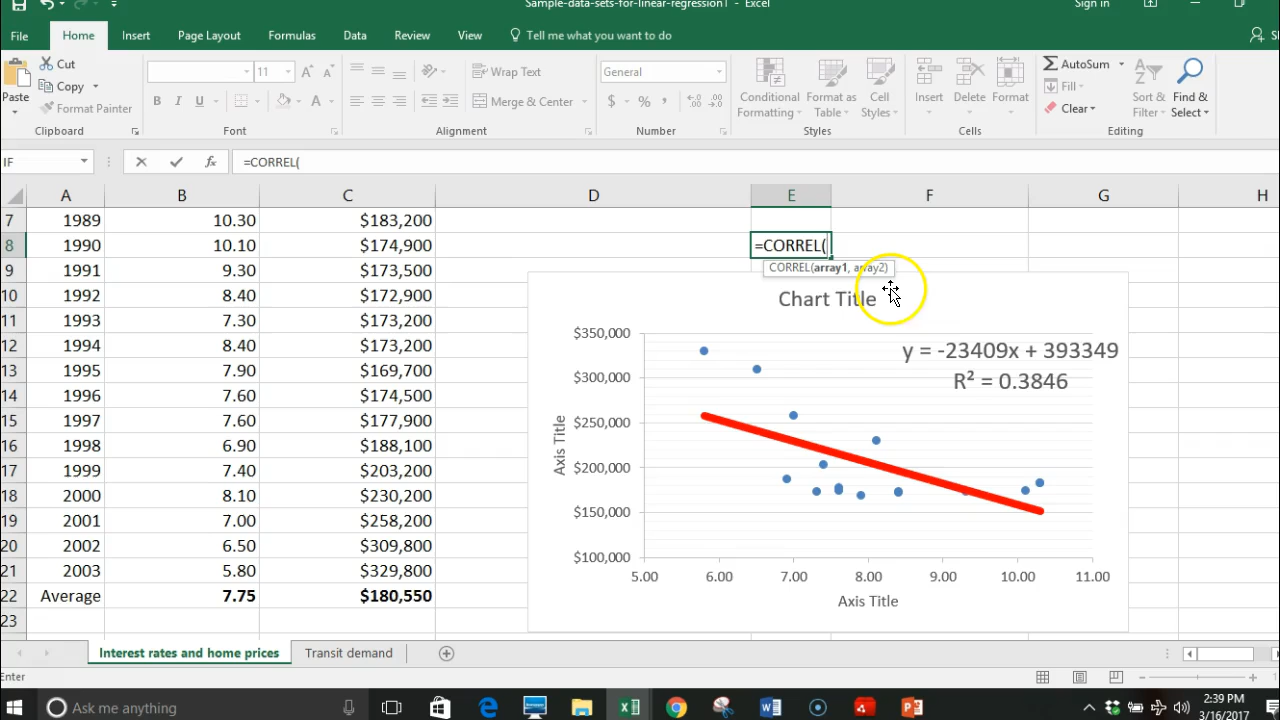 Sample-data-sets-for-linear-regression1 - Excel
Sign in
File Home Insert Page Layout Formulas Data Review View Tell me what you want to do
Paste
Cut
Copy
Format Painter
Clipboard
11
Font
Wrap Text
Merge & Center
Alignment
General
$ % ,
Number
Conditional Formatting
Format as Table
Cell Styles
Styles
Insert
Delete
Format
Cells
AutoSum
Fill
Clear
Sort & Filter
Find & Select
Editing
IF
fx
=CORREL(
A B C D E F G H
7 1989 10.30 $183,200
8 1990 10.10 $174,900 =CORREL(
9 1991 9.30 $173,500
CORREL(array1, array2)
10 1992 8.40 $172,900
11 1993 7.30 $173,200
12 1994 8.40 $173,200
13 1995 7.90 $169,700
14 1996 7.60 $174,500
15 1997 7.60 $177,900
16 1998 6.90 $188,100
17 1999 7.40 $203,200
18 2000 8.10 $230,200
19 2001 7.00 $258,200
20 2002 6.50 $309,800
21 2003 5.80 $329,800
22 Average 7.75 $180,550
23
Chart Title
y = -23409x + 393349
R² = 0.3846
$350,000
$300,000
$250,000
$200,000
$150,000
$100,000
Axis Title
5.00 6.00 7.00 8.00 9.00 10.00 11.00
Axis Title
Interest rates and home prices
Transit demand
Enter
Ask me anything
2:39 PM
3/16/2017